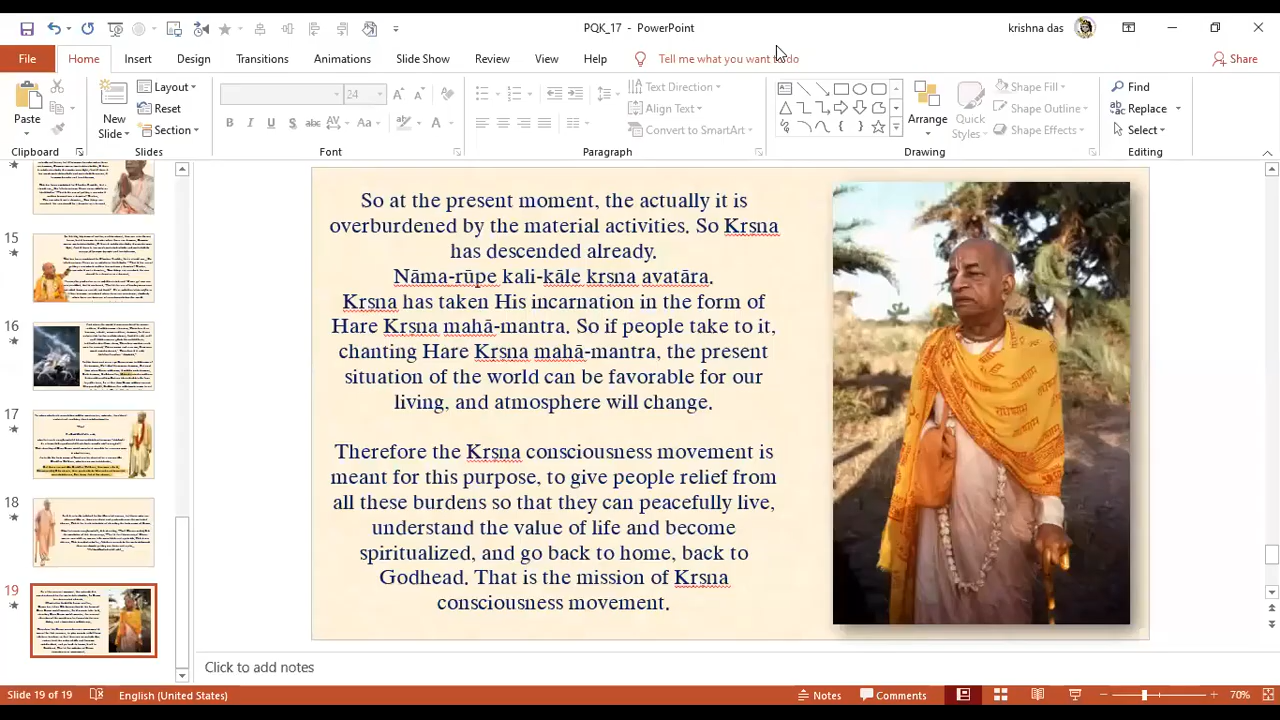 PQK_17 - PowerPoint
krishna das
File Home Insert Design Transitions Animations Slide Show Review View Help Tell me what you want to do Share
Paste
Clipboard
New Slide
Layout
Reset
Section
Slides
24
B I U S abc AV Aa A
Font
Text Direction
Align Text
Convert to SmartArt
Paragraph
Arrange
Quick Styles
Shape Fill
Shape Outline
Shape Effects
Drawing
Find
Replace
Select
Editing
15
16
17
18
19
So at the present moment, the actually it is
overburdened by the material activities. So Krsna
has descended already.
Nāma-rūpe kali-kāle krsna avatāra.
Krsna has taken His incarnation in the form of
Hare Krsna mahā-mantra. So if people take to it,
chanting Hare Krsna mahā-mantra, the present
situation of the world can be favorable for our
living, and atmosphere will change.
Therefore the Krsna consciousness movement is
meant for this purpose, to give people relief from
all these burdens so that they can peacefully live,
understand the value of life and become
spiritualized, and go back to home, back to
Godhead. That is the mission of Krsna
consciousness movement.
Click to add notes
Slide 19 of 19 English (United States) Notes Comments 70%